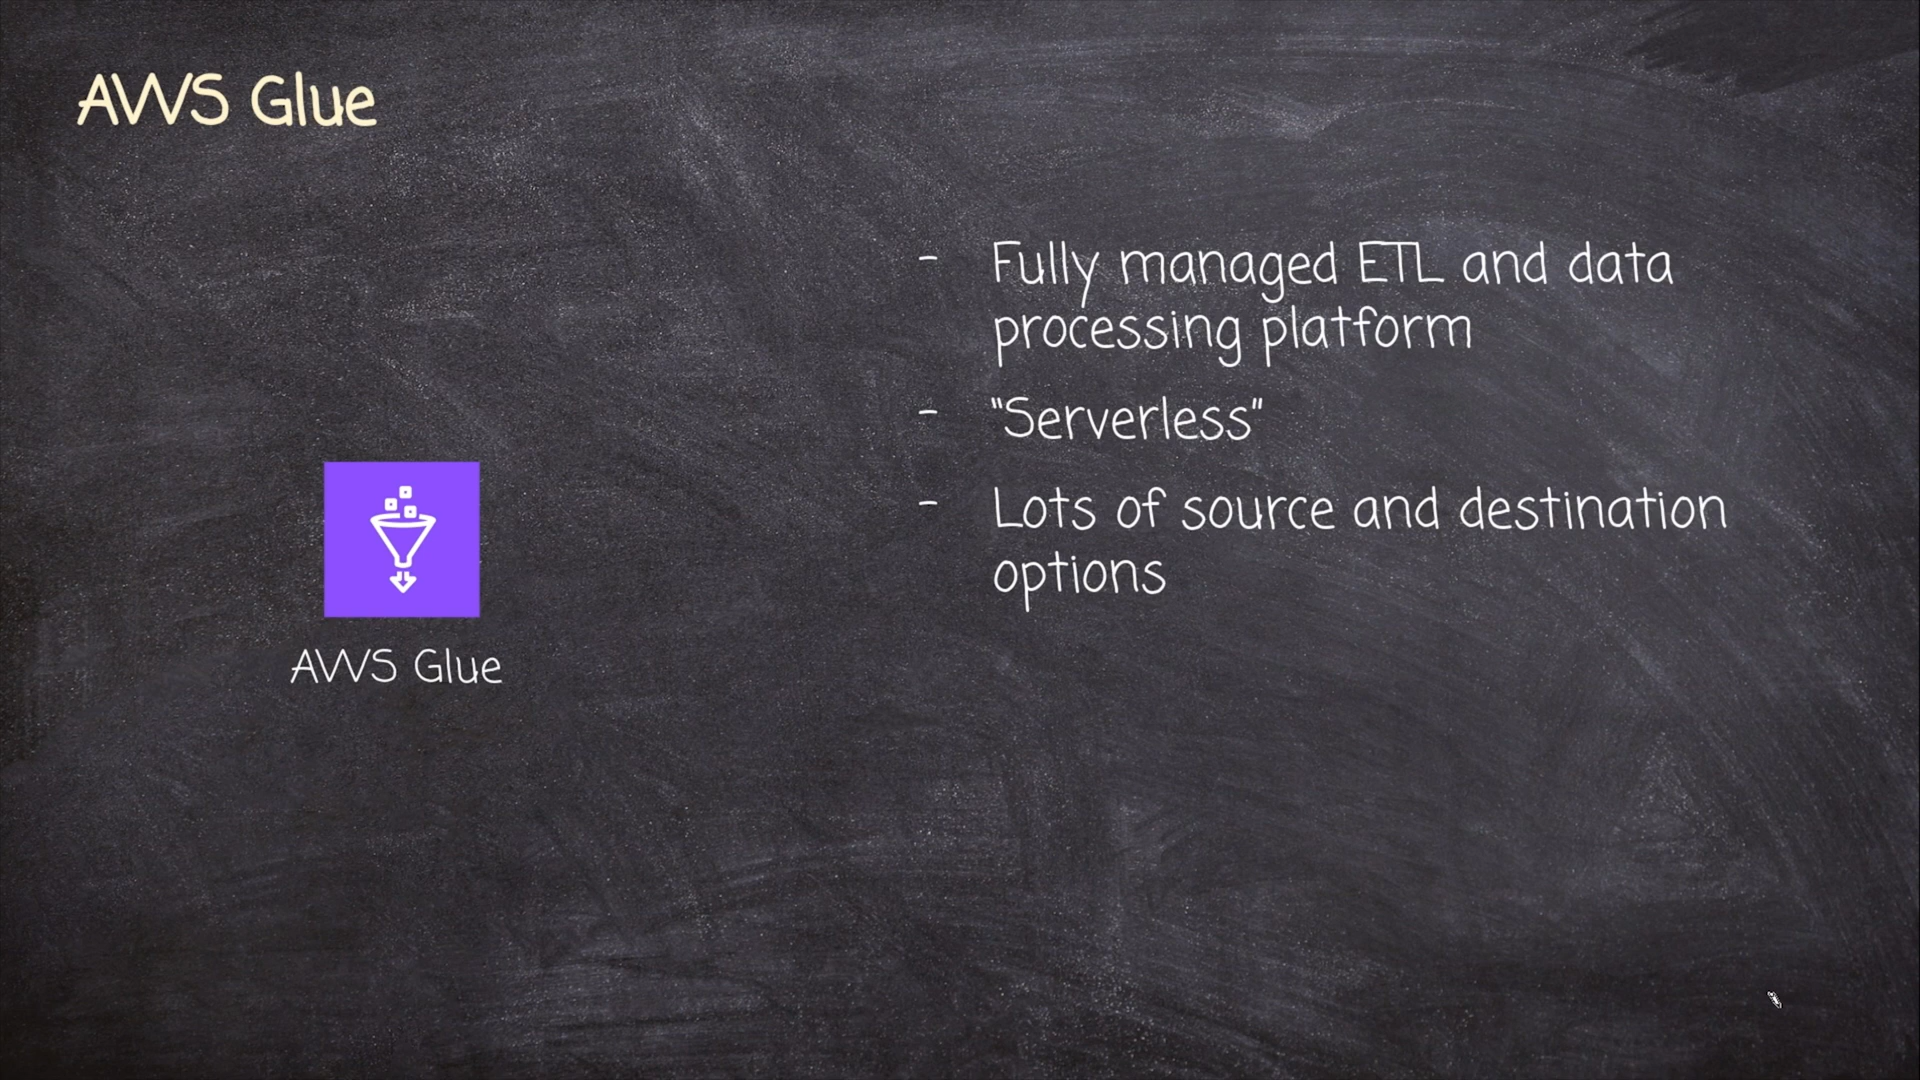 AWS Glue
- Fully managed ETL and data
processing platform
- "Serverless"
- Lots of source and destination
options
AWS Glue